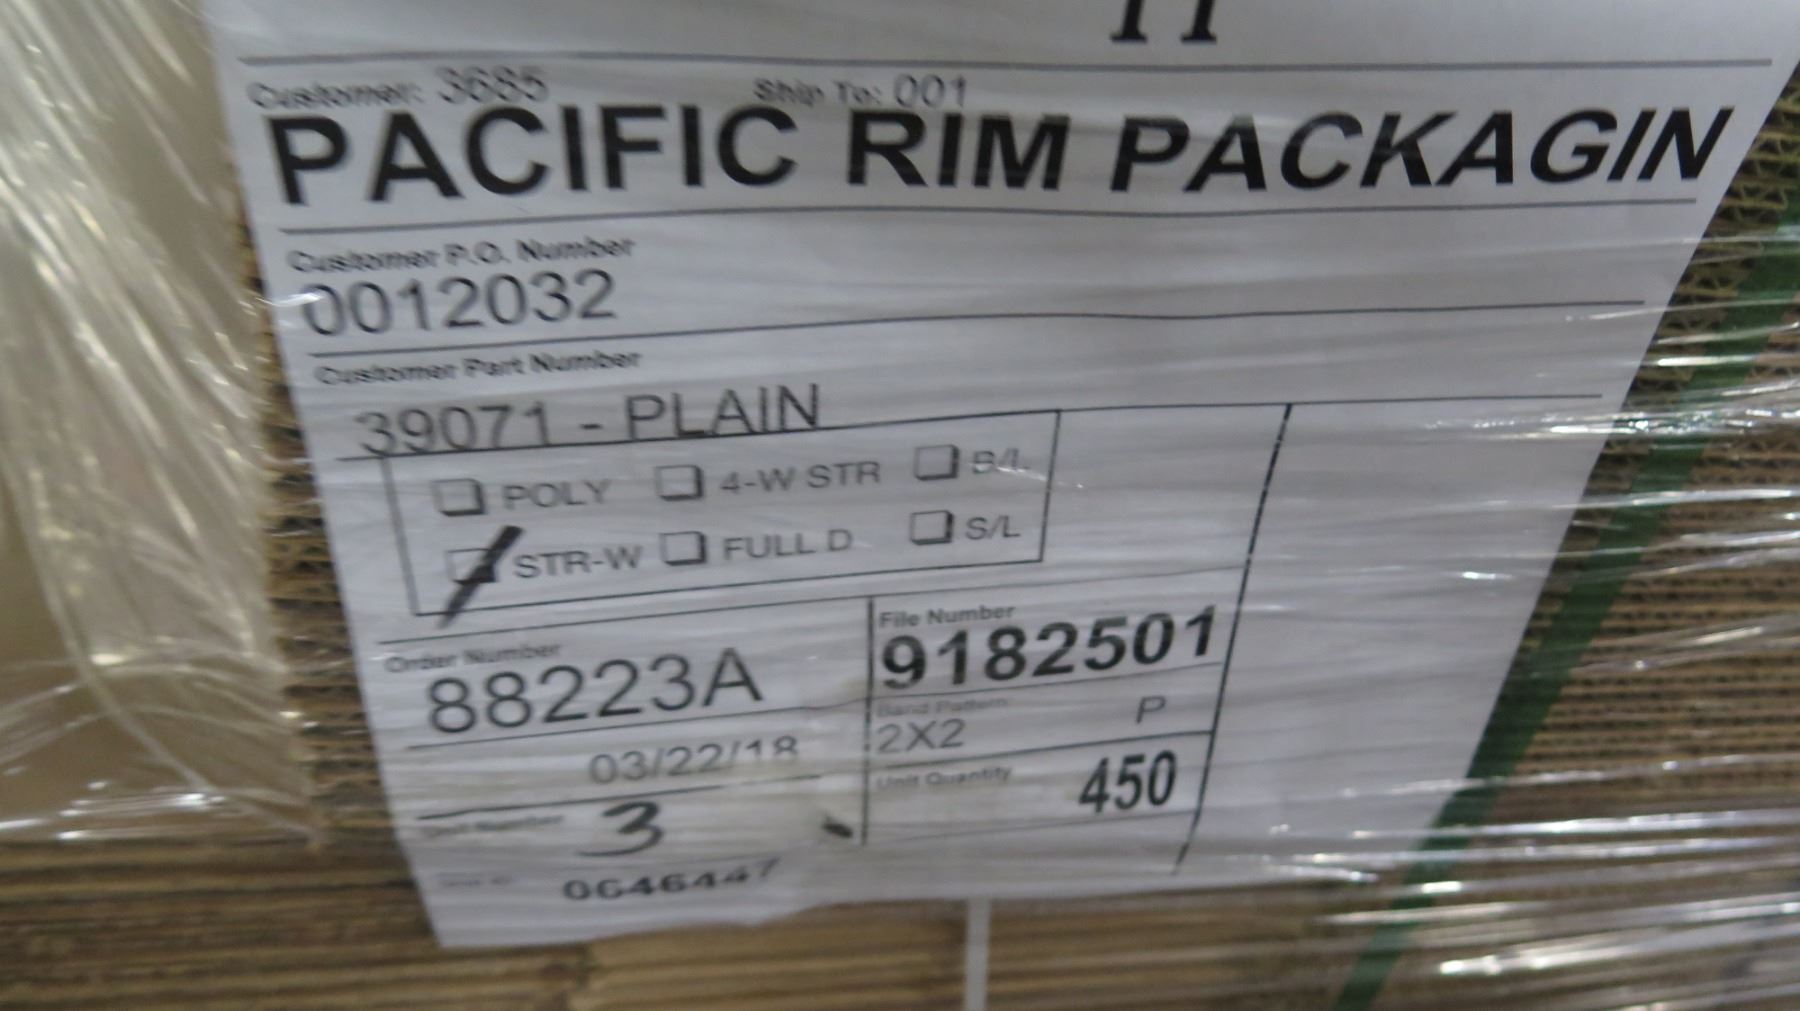 Customer: 3685 Ship To: 001
PACIFIC RIM PACKAGIN
Customer P.O. Number
0012032
Customer Part Number
39071 - PLAIN
POLY 4-W STR B/L
STR-W FULL D S/L
Order Number File Number
88223A 9182501
Band Pattern
2X2 P
03/22/18
Unit Quantity 450
Unit Number 3
0646447